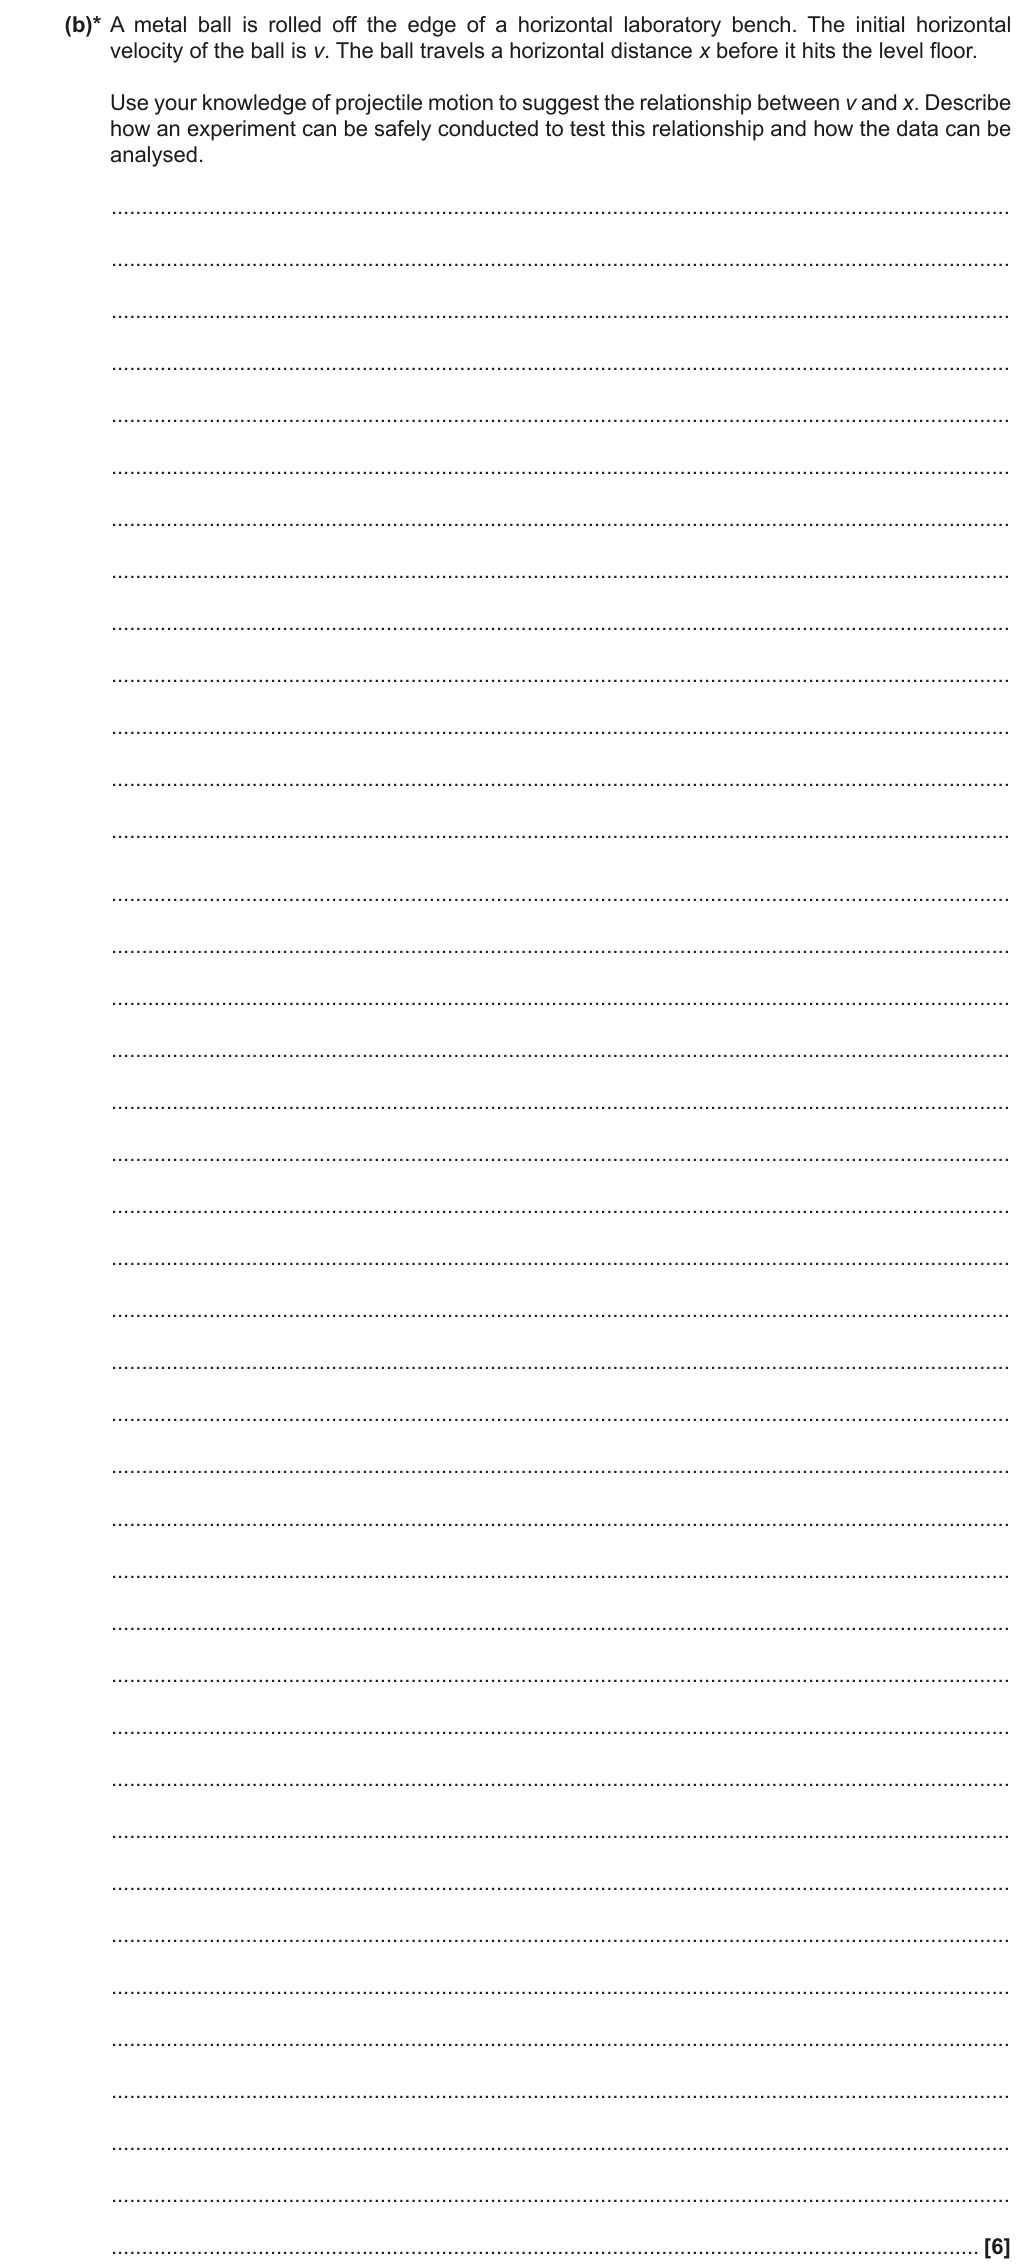 (b)* A metal ball is rolled off the edge of a horizontal laboratory bench. The initial horizontal
velocity of the ball is v. The ball travels a horizontal distance x before it hits the level floor.
Use your knowledge of projectile motion to suggest the relationship between v and x. Describe
how an experiment can be safely conducted to test this relationship and how the data can be
analysed.
[6]